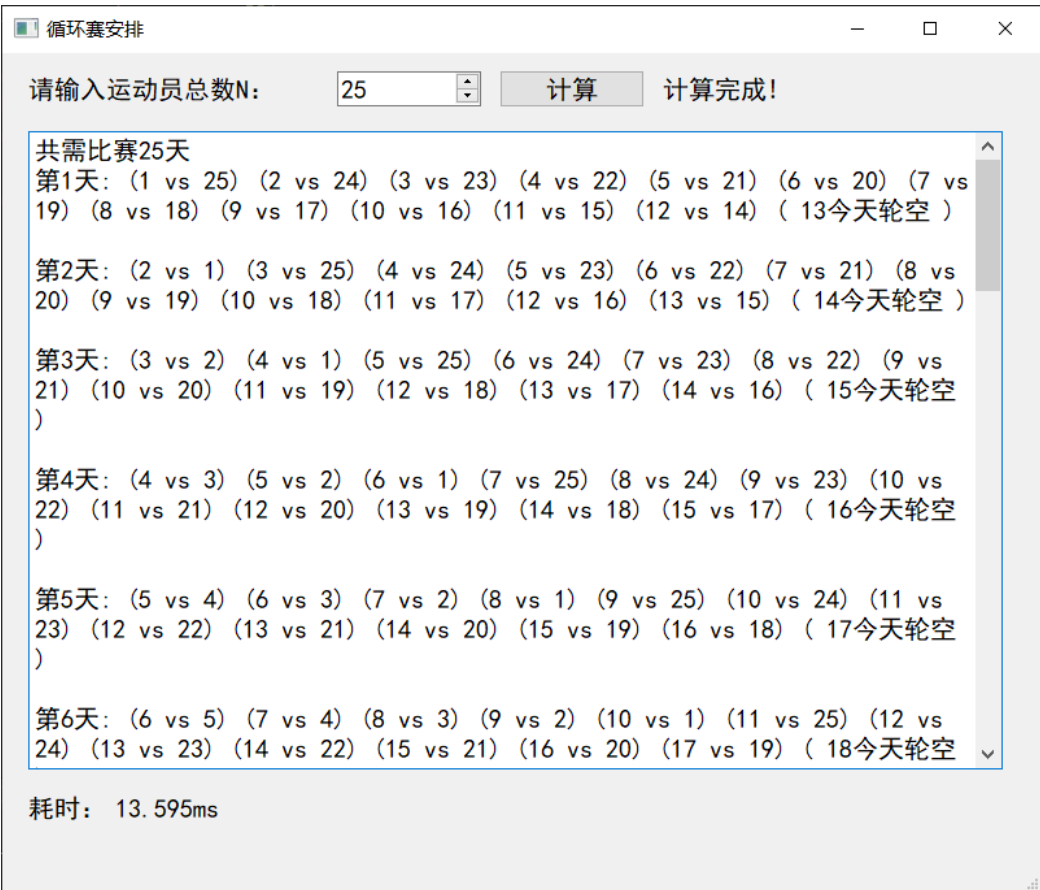 循环赛安排
请输入运动员总数N： 25 计算 计算完成!
共需比赛25天
第1天: (1 vs 25) (2 vs 24) (3 vs 23) (4 vs 22) (5 vs 21) (6 vs 20) (7 vs
19) (8 vs 18) (9 vs 17) (10 vs 16) (11 vs 15) (12 vs 14) ( 13今天轮空 )
第2天: (2 vs 1) (3 vs 25) (4 vs 24) (5 vs 23) (6 vs 22) (7 vs 21) (8 vs
20) (9 vs 19) (10 vs 18) (11 vs 17) (12 vs 16) (13 vs 15) ( 14今天轮空 )
第3天: (3 vs 2) (4 vs 1) (5 vs 25) (6 vs 24) (7 vs 23) (8 vs 22) (9 vs
21) (10 vs 20) (11 vs 19) (12 vs 18) (13 vs 17) (14 vs 16) ( 15今天轮空
)
第4天: (4 vs 3) (5 vs 2) (6 vs 1) (7 vs 25) (8 vs 24) (9 vs 23) (10 vs
22) (11 vs 21) (12 vs 20) (13 vs 19) (14 vs 18) (15 vs 17) ( 16今天轮空
)
第5天: (5 vs 4) (6 vs 3) (7 vs 2) (8 vs 1) (9 vs 25) (10 vs 24) (11 vs
23) (12 vs 22) (13 vs 21) (14 vs 20) (15 vs 19) (16 vs 18) ( 17今天轮空
)
第6天: (6 vs 5) (7 vs 4) (8 vs 3) (9 vs 2) (10 vs 1) (11 vs 25) (12 vs
24) (13 vs 23) (14 vs 22) (15 vs 21) (16 vs 20) (17 vs 19) ( 18今天轮空
耗时： 13.595ms